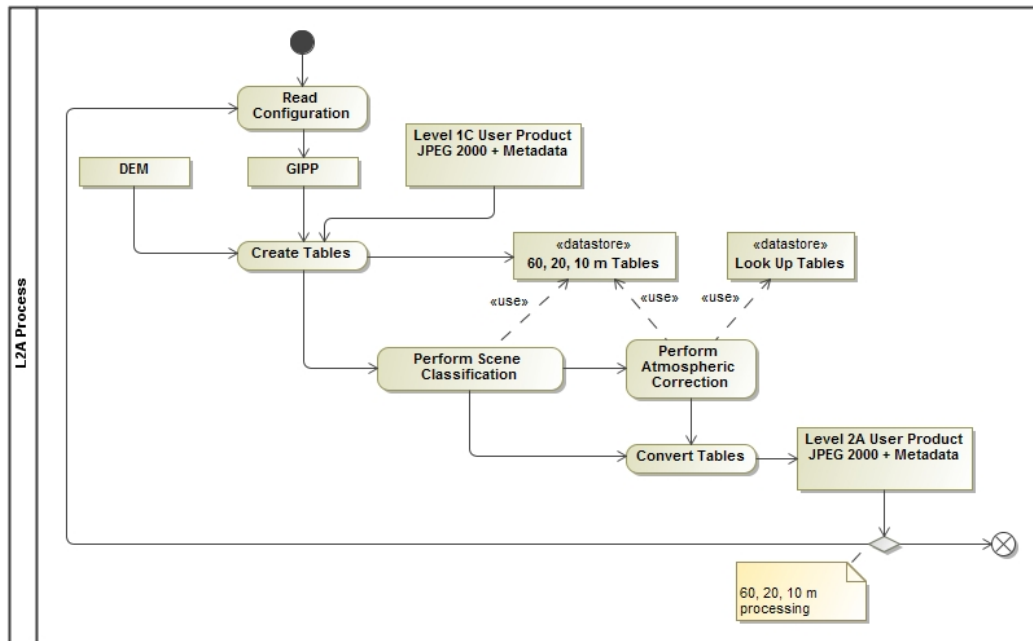 L2A Process
Read
Configuration
Level 1C User Product
JPEG 2000 + Metadata
DEM
GIPP
Create Tables
«datastore»
60, 20, 10 m Tables
«datastore»
Look Up Tables
«use»
«use»
«use»
Perform Scene
Classification
Perform
Atmospheric
Correction
Convert Tables
Level 2A User Product
JPEG 2000 + Metadata
60, 20, 10 m
processing